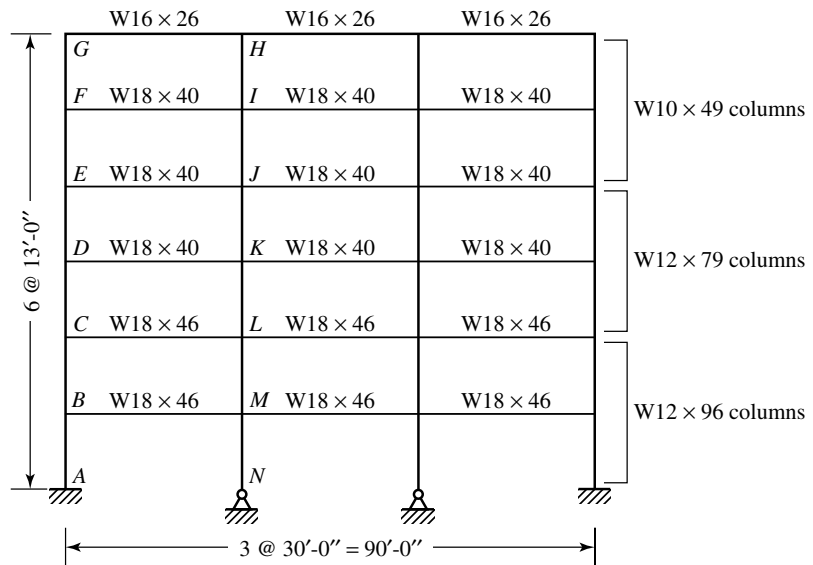 W16 × 26 W16 × 26 W16 × 26
G H
F W18 × 40 I W18 × 40 W18 × 40
W10 × 49 columns
E W18 × 40 J W18 × 40 W18 × 40
6 @ 13′-0″
D W18 × 40 K W18 × 40 W18 × 40
W12 × 79 columns
C W18 × 46 L W18 × 46 W18 × 46
B W18 × 46 M W18 × 46 W18 × 46
W12 × 96 columns
A N
3 @ 30′-0″ = 90′-0″